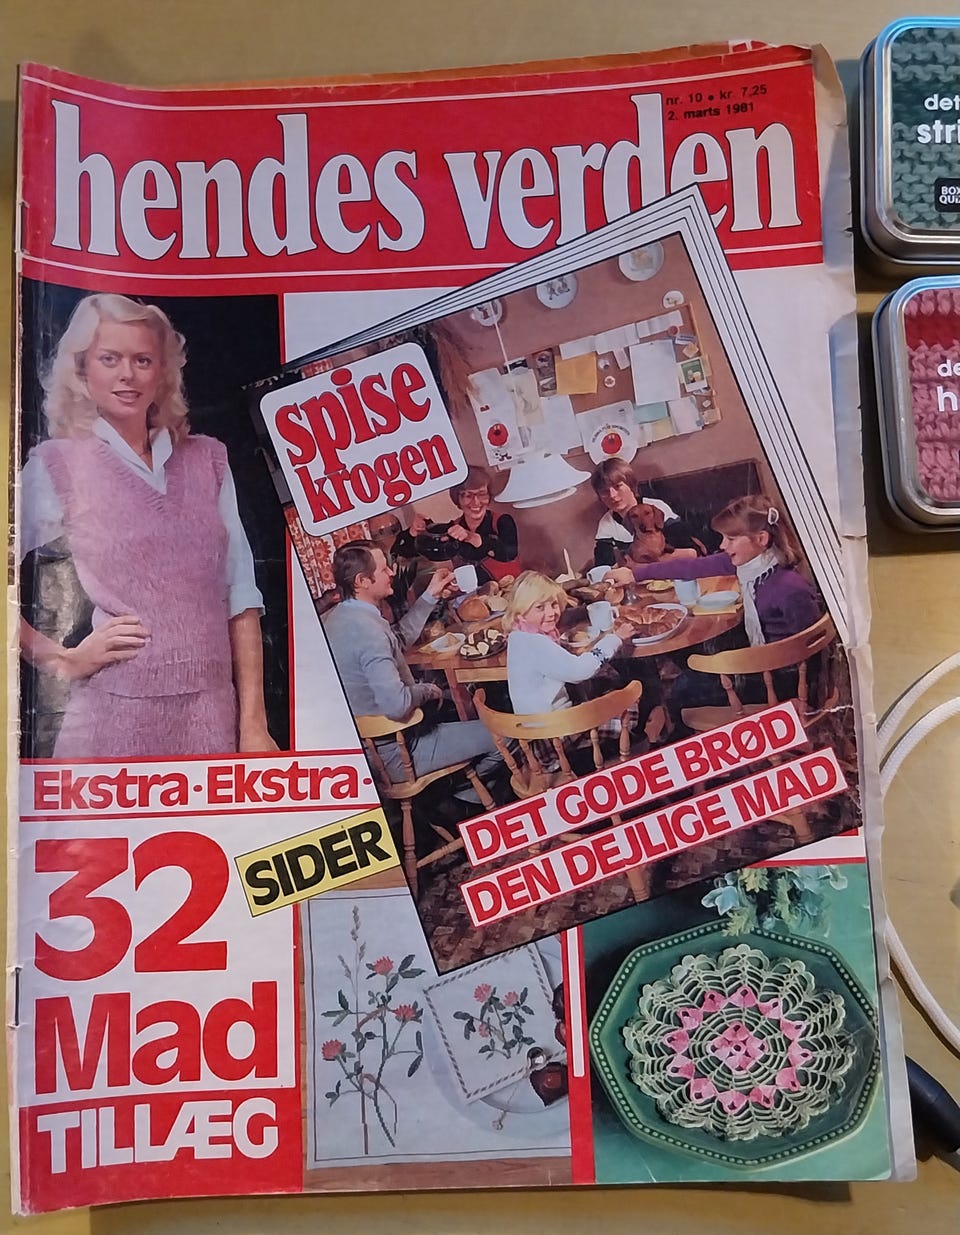 nr. 10 • kr. 7,25
2. marts 1981
hendes verden
spise
krogen
DET GODE BRØD
DEN DEJLIGE MAD
Ekstra·Ekstra·
32
SIDER
Mad
TILLÆG
det
stri
BOX
QUIZ
de
h